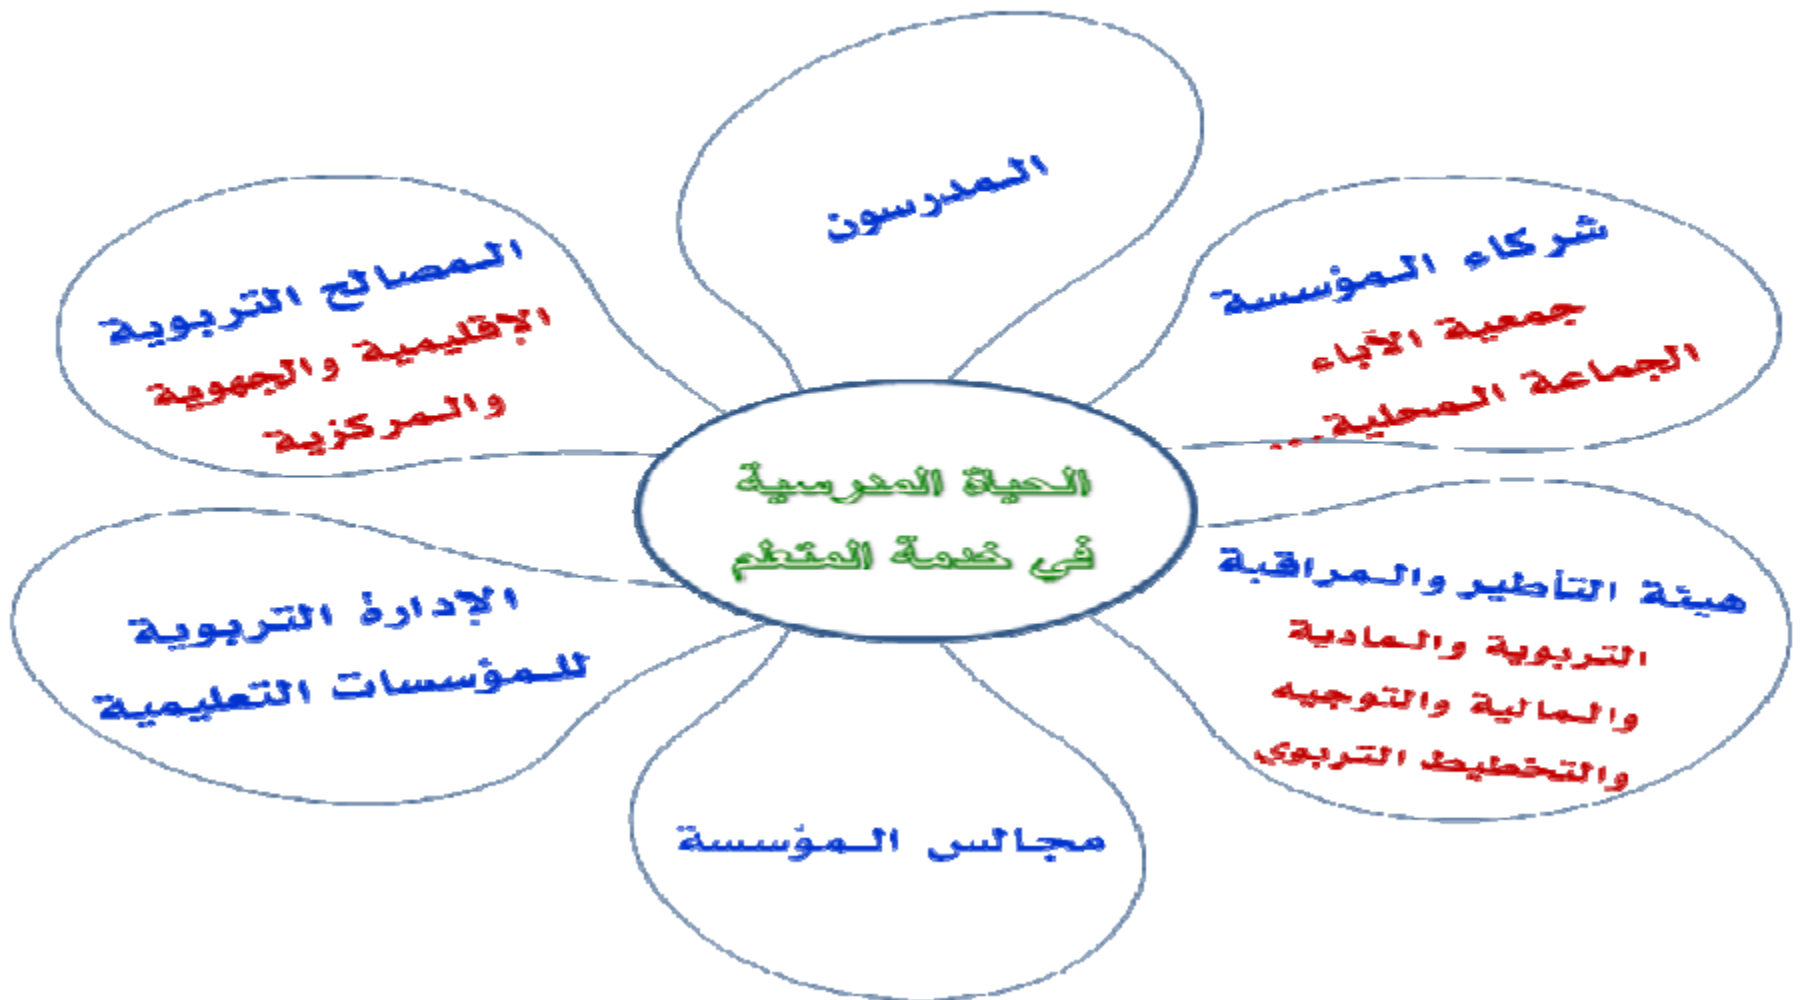 المدرسون
شركاء المؤسسة
جمعية الآباء
الجماعة المحلية...
المصالح التربوية
الإقليمية والجهوية
والمركزية
الحياة المدرسية
في خدمة المتعلم
هيئة التأطير والمراقبة
التربوية والمادية
والمالية والتوجيه
والتخطيط التربوي
الإدارة التربوية
للمؤسسات التعليمية
مجالس المؤسسة